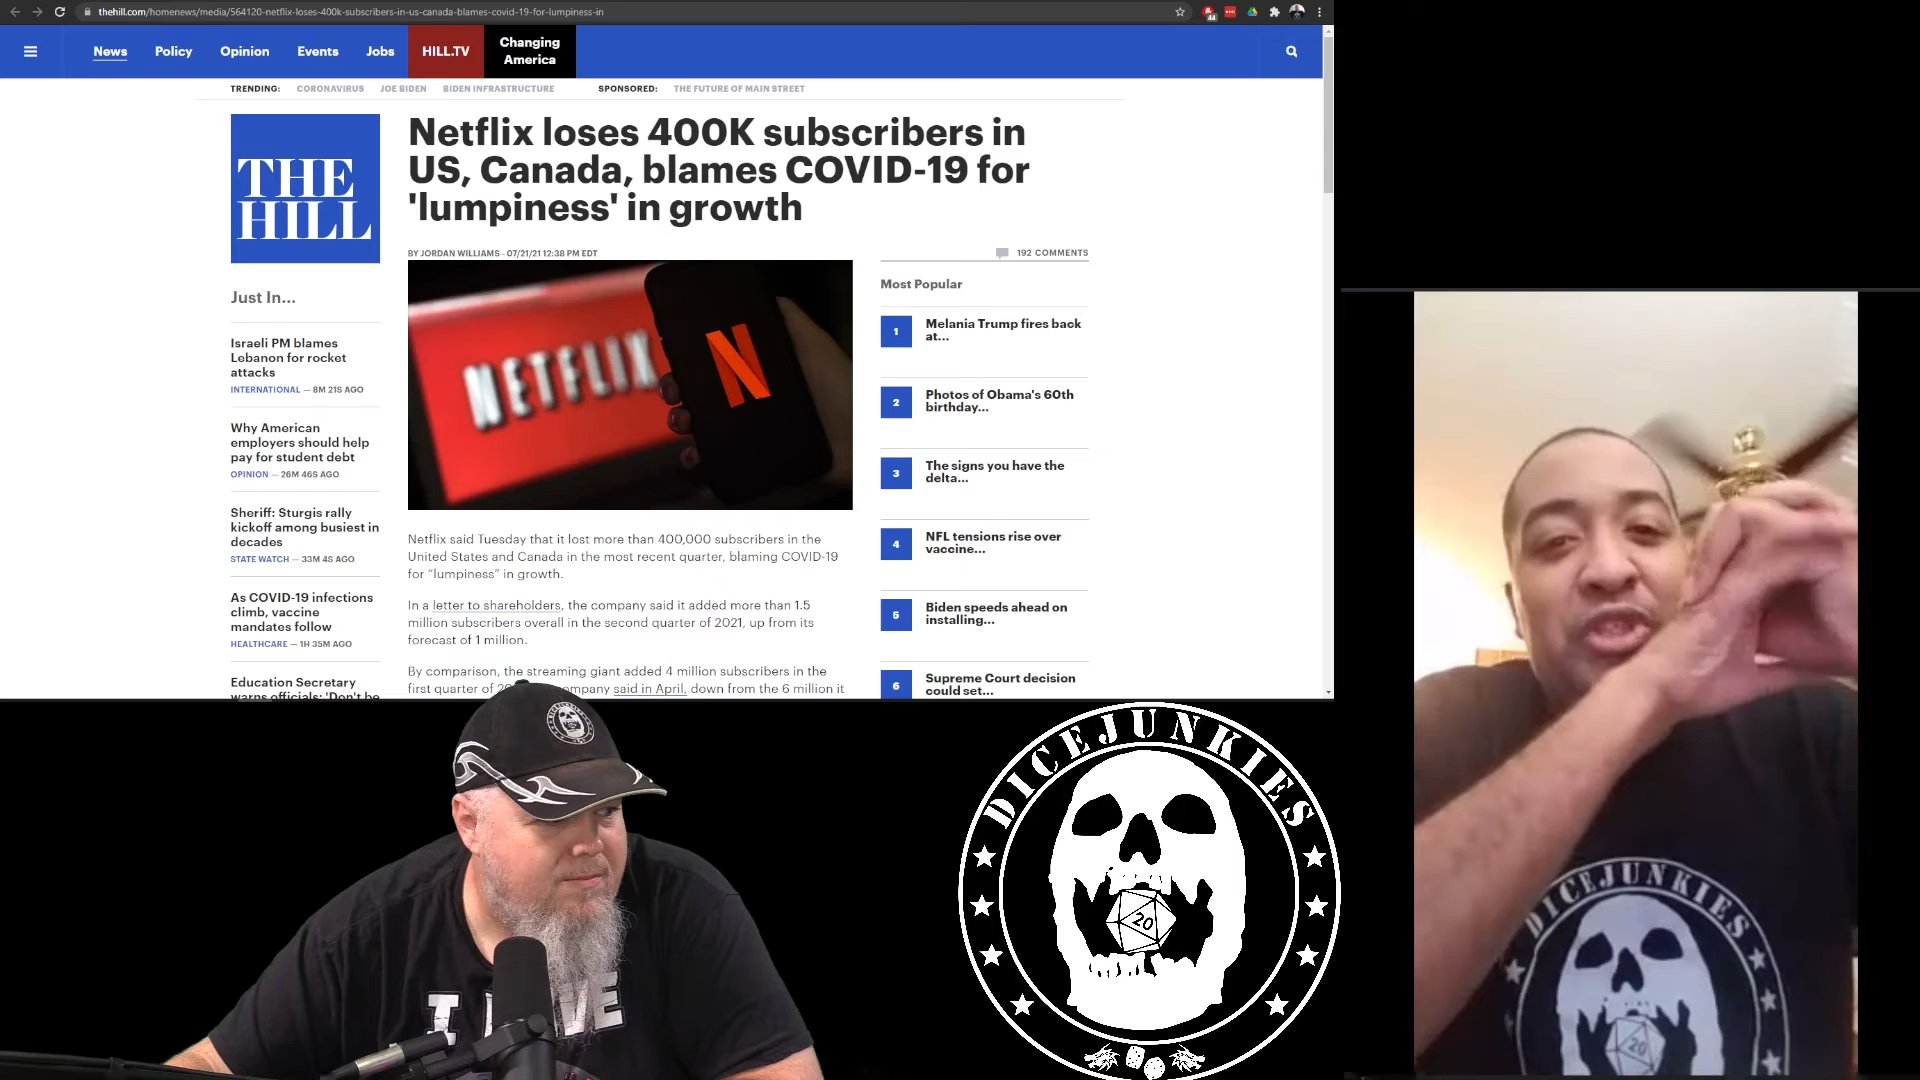 thehill.com/homenews/media/564120-netflix-loses-400k-subscribers-in-us-canada-blames-covid-19-for-lumpiness-in
44
News
Policy
Opinion
Events
Jobs
HILL.TV
Changing
America
TRENDING:
CORONAVIRUS
JOE BIDEN
BIDEN INFRASTRUCTURE
SPONSORED:
THE FUTURE OF MAIN STREET
THE
HILL
Netflix loses 400K subscribers in
US, Canada, blames COVID-19 for
'lumpiness' in growth
BY JORDAN WILLIAMS - 07/21/21 12:38 PM EDT
192 COMMENTS
Just In...
Israeli PM blames
Lebanon for rocket
attacks
INTERNATIONAL — 8M 21S AGO
Why American
employers should help
pay for student debt
OPINION — 26M 46S AGO
Sheriff: Sturgis rally
kickoff among busiest in
decades
STATE WATCH — 33M 4S AGO
As COVID-19 infections
climb, vaccine
mandates follow
HEALTHCARE — 1H 35M AGO
Education Secretary
warns officials: 'Don't be
NETFLIX
N
Netflix said Tuesday that it lost more than 400,000 subscribers in the
United States and Canada in the most recent quarter, blaming COVID-19
for “lumpiness” in growth.
In a letter to shareholders, the company said it added more than 1.5
million subscribers overall in the second quarter of 2021, up from its
forecast of 1 million.
By comparison, the streaming giant added 4 million subscribers in the
first quarter of company said in April, down from the 6 million it
Most Popular
1
Melania Trump fires back
at...
2
Photos of Obama's 60th
birthday...
3
The signs you have the
delta...
4
NFL tensions rise over
vaccine...
5
Biden speeds ahead on
installing...
6
Supreme Court decision
could set...
DICEJUNKIES
20
DICEJUNKIES
20
DICEJUNKIES
I